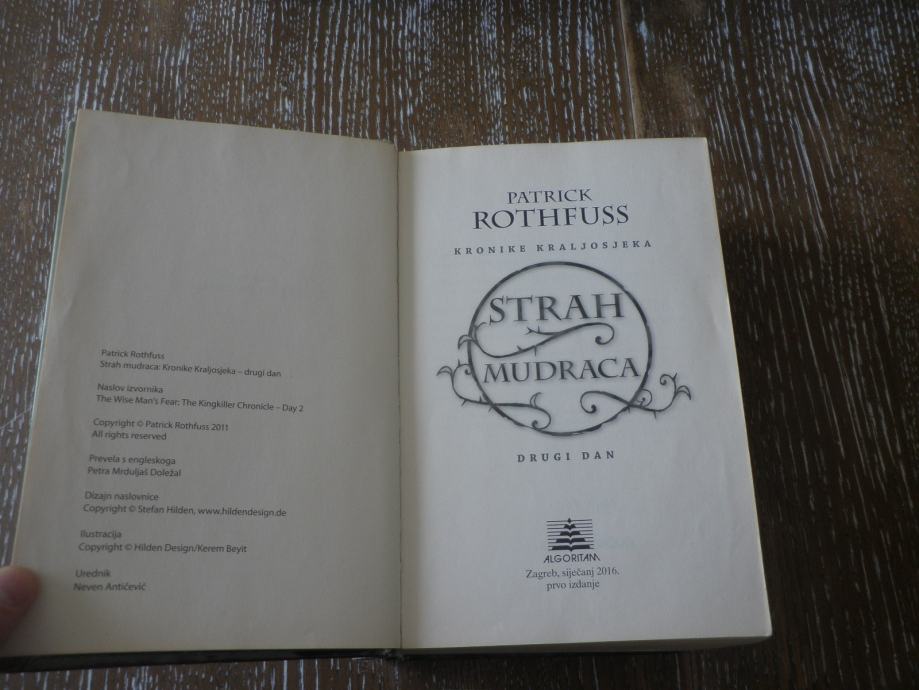 Patrick Rothfuss
Strah mudraca: Kronike Kraljosjeka – drugi dan
Naslov izvornika
The Wise Man's Fear: The Kingkiller Chronicle – Day 2
Copyright © Patrick Rothfuss 2011
All rights reserved
Prevela s engleskoga
Petra Mrduljaš Doležal
Dizajn naslovnice
Copyright © Stefan Hilden, www.hildendesign.de
Ilustracija
Copyright © Hilden Design/Kerem Beyit
Urednik
Neven Antičević
PATRICK
ROTHFUSS
KRONIKE KRALJOSJEKA
STRAH
MUDRACA
DRUGI DAN
ALGORITAM
Zagreb, siječanj 2016.
prvo izdanje